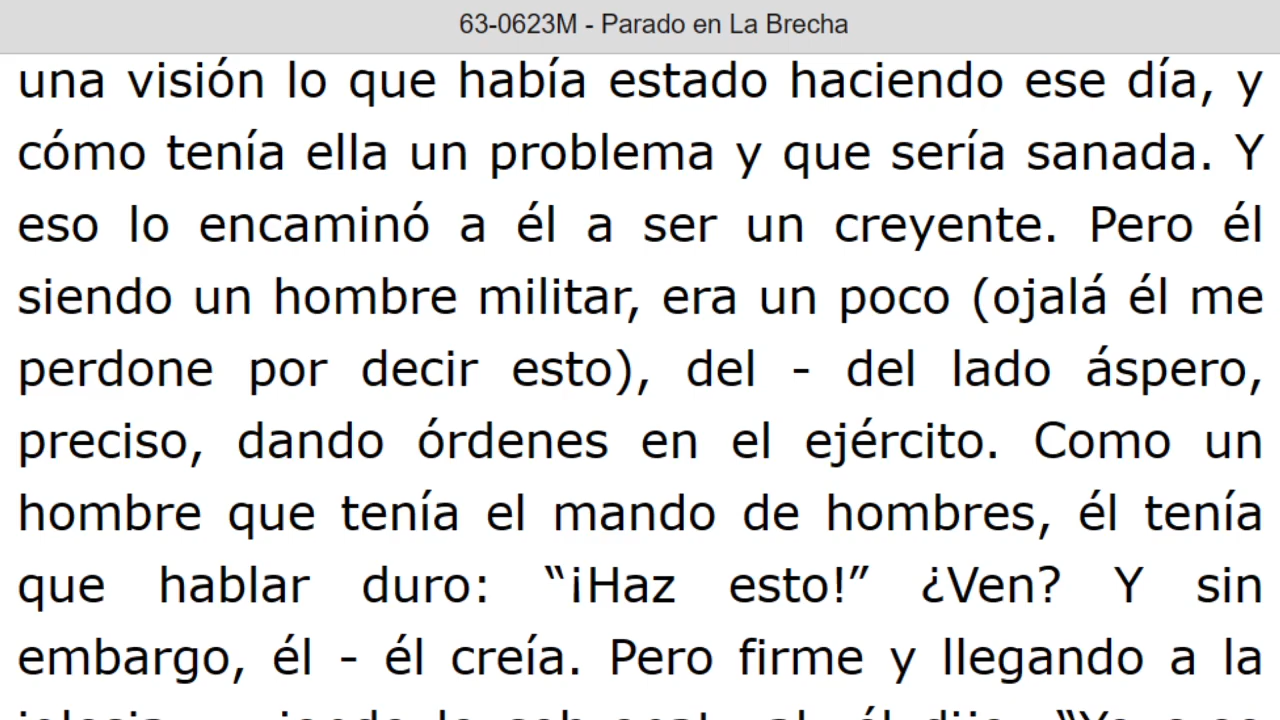 63-0623M - Parado en La Brecha
una visión lo que había estado haciendo ese día, y
cómo tenía ella un problema y que sería sanada. Y
eso lo encaminó a él a ser un creyente. Pero él
siendo un hombre militar, era un poco (ojalá él me
perdone por decir esto), del - del lado áspero,
preciso, dando órdenes en el ejército. Como un
hombre que tenía el mando de hombres, él tenía
que hablar duro: “¡Haz esto!” ¿Ven? Y sin
embargo, él - él creía. Pero firme y llegando a la